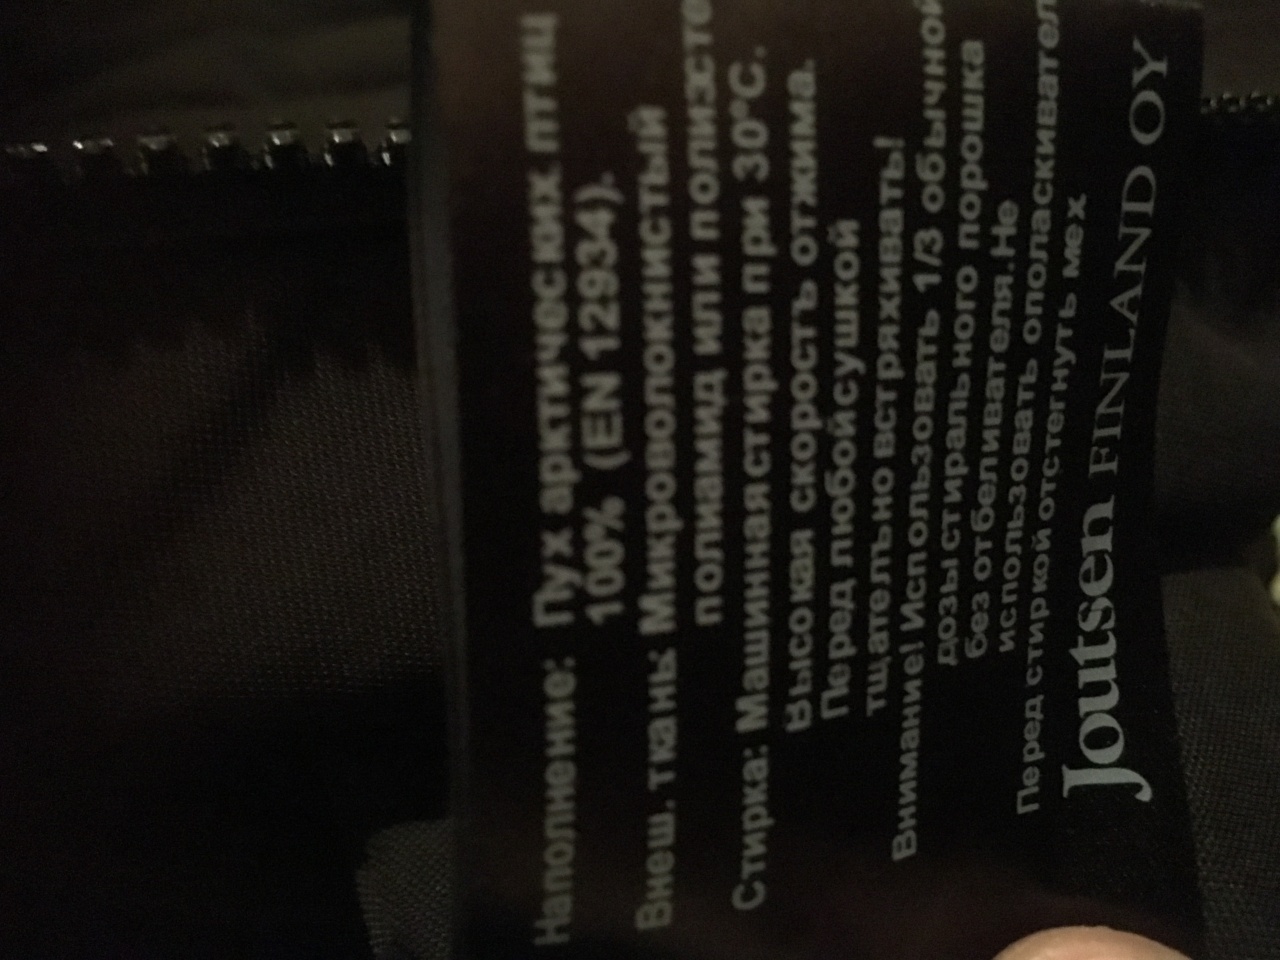 Наполнение: Пух арктических птиц
100% (EN 12934).
Внеш. ткань: Микроволокнистый
полиамид или полиэсте
Стирка: Машинная стирка при 30°C.
Высокая скорость отжима.
Перед любой сушкой
тщательно встряхивать!
Внимание! Использовать 1/3 обычной
дозы стирального порошка
без отбеливателя. Не
использовать ополаскивател
Перед стиркой отстегнуть мех
Joutsen FINLAND OY